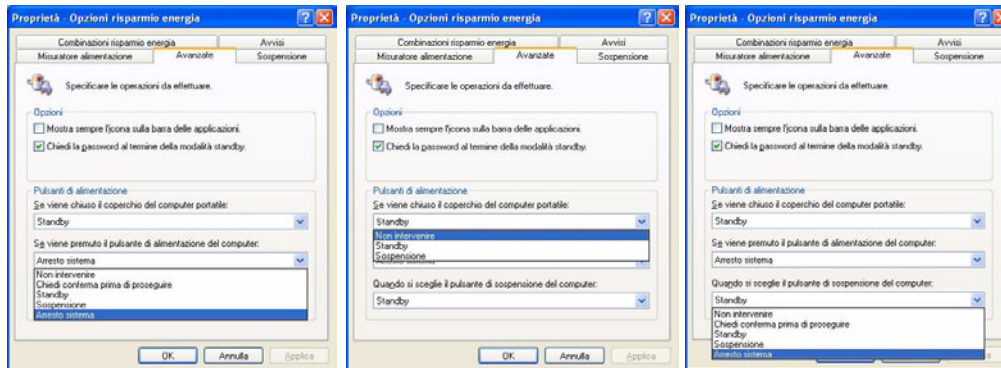 Proprietà - Opzioni risparmio energia
Combinazioni risparmio energia Avvisi
Misuratore alimentazione Avanzate Sospensione
Specificare le operazioni da effettuare.
Opzioni
Mostra sempre l'icona sulla barra delle applicazioni.
Chiedi la password al termine della modalità standby.
Pulsanti di alimentazione
Se viene chiuso il coperchio del computer portatile:
Standby
Se viene premuto il pulsante di alimentazione del computer:
Arresto sistema
Non intervenire
Chiedi conferma prima di proseguire
Standby
Sospensione
Arresto sistema
OK Annulla Applica
Proprietà - Opzioni risparmio energia
Combinazioni risparmio energia Avvisi
Misuratore alimentazione Avanzate Sospensione
Specificare le operazioni da effettuare.
Opzioni
Mostra sempre l'icona sulla barra delle applicazioni.
Chiedi la password al termine della modalità standby.
Pulsanti di alimentazione
Se viene chiuso il coperchio del computer portatile:
Standby
Non intervenire
Standby
Sospensione
Arresto sistema
Quando si sceglie il pulsante di sospensione del computer:
Standby
OK Annulla Applica
Proprietà - Opzioni risparmio energia
Combinazioni risparmio energia Avvisi
Misuratore alimentazione Avanzate Sospensione
Specificare le operazioni da effettuare.
Opzioni
Mostra sempre l'icona sulla barra delle applicazioni.
Chiedi la password al termine della modalità standby.
Pulsanti di alimentazione
Se viene chiuso il coperchio del computer portatile:
Standby
Se viene premuto il pulsante di alimentazione del computer:
Arresto sistema
Quando si sceglie il pulsante di sospensione del computer:
Standby
Non intervenire
Chiedi conferma prima di proseguire
Standby
Sospensione
Arresto sistema